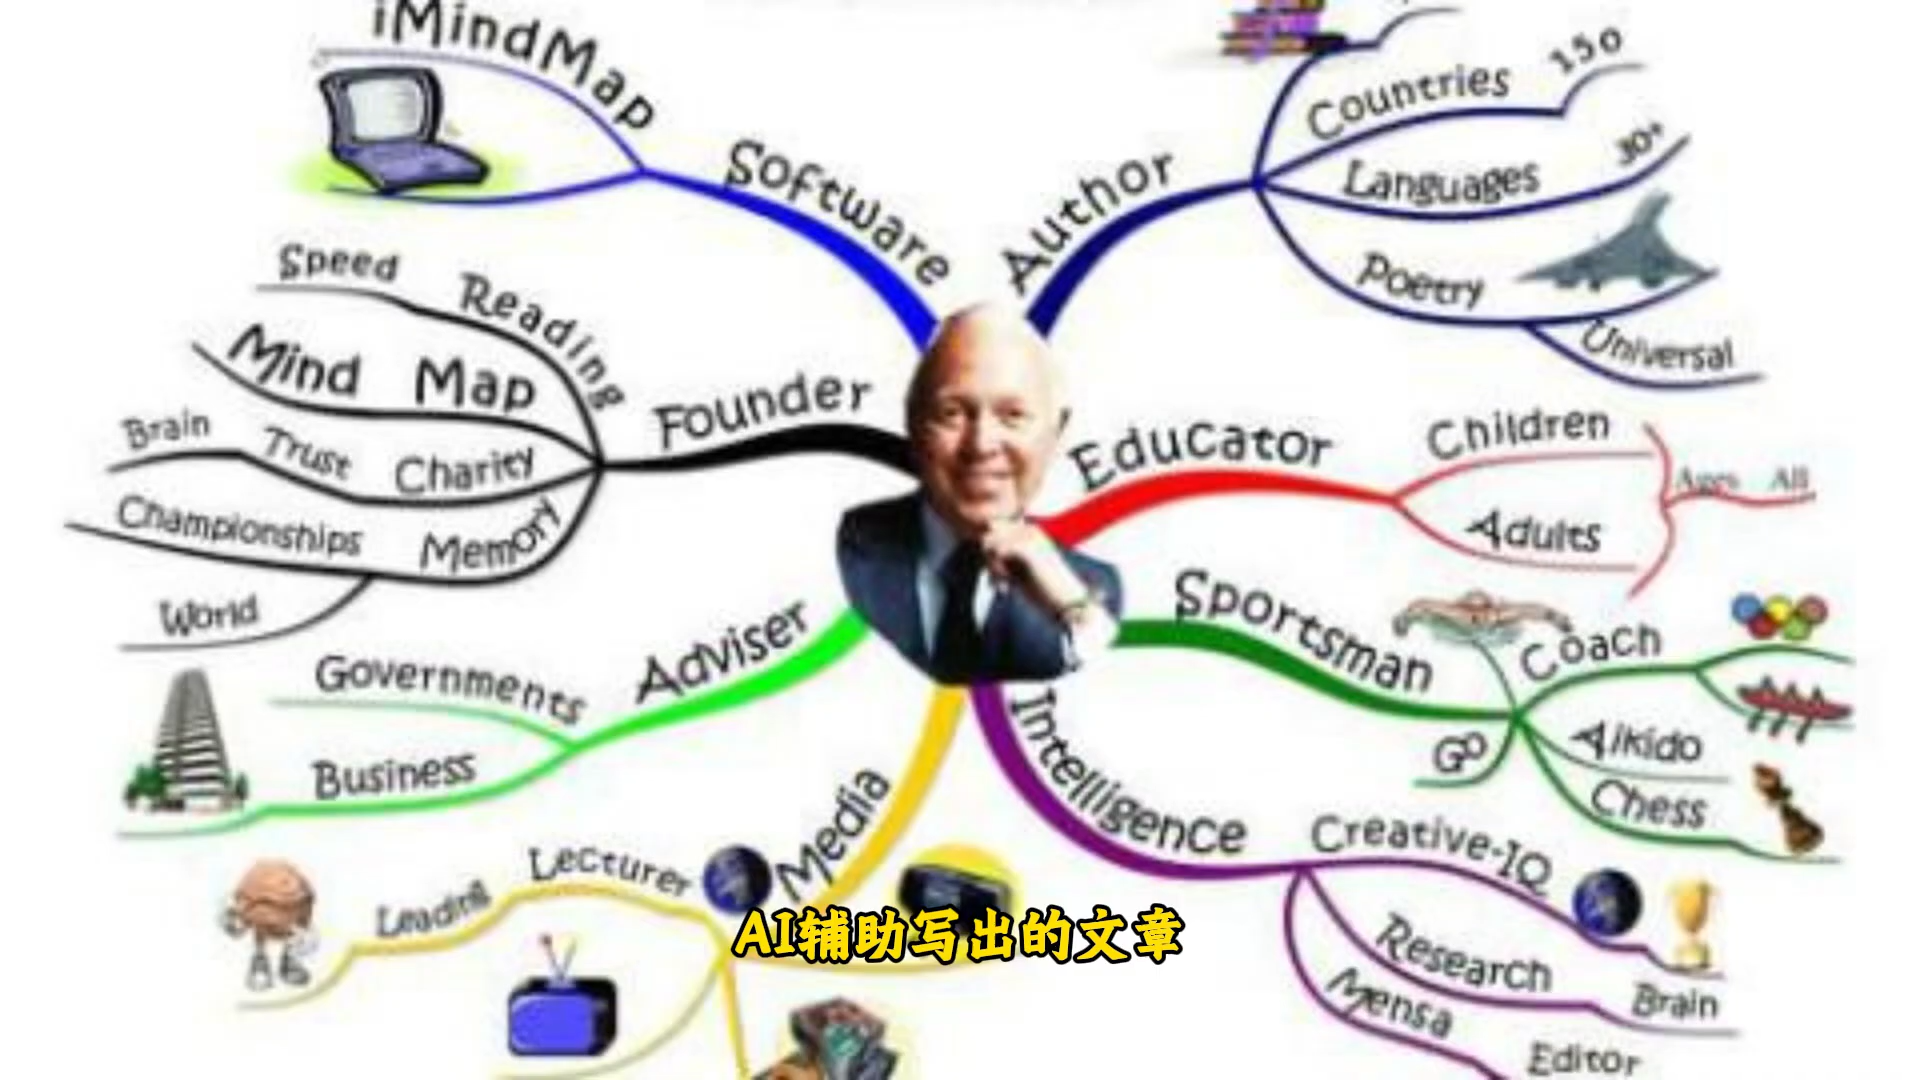 iMindMap
Software
Speed Reading
Mind Map
Founder
Brain Trust Charity
Championships Memory
World
Adviser
Governments
Business
Media
Lecturer
Leading
Author
Countries 150
Languages 30+
Poetry
Universal
Educator
Children
Adults
Ages All
Sportsman
Coach
Aikido
Go
Chess
Intelligence
Creative-IQ
Research
Brain
Mensa
Editor
AI辅助写出的文章